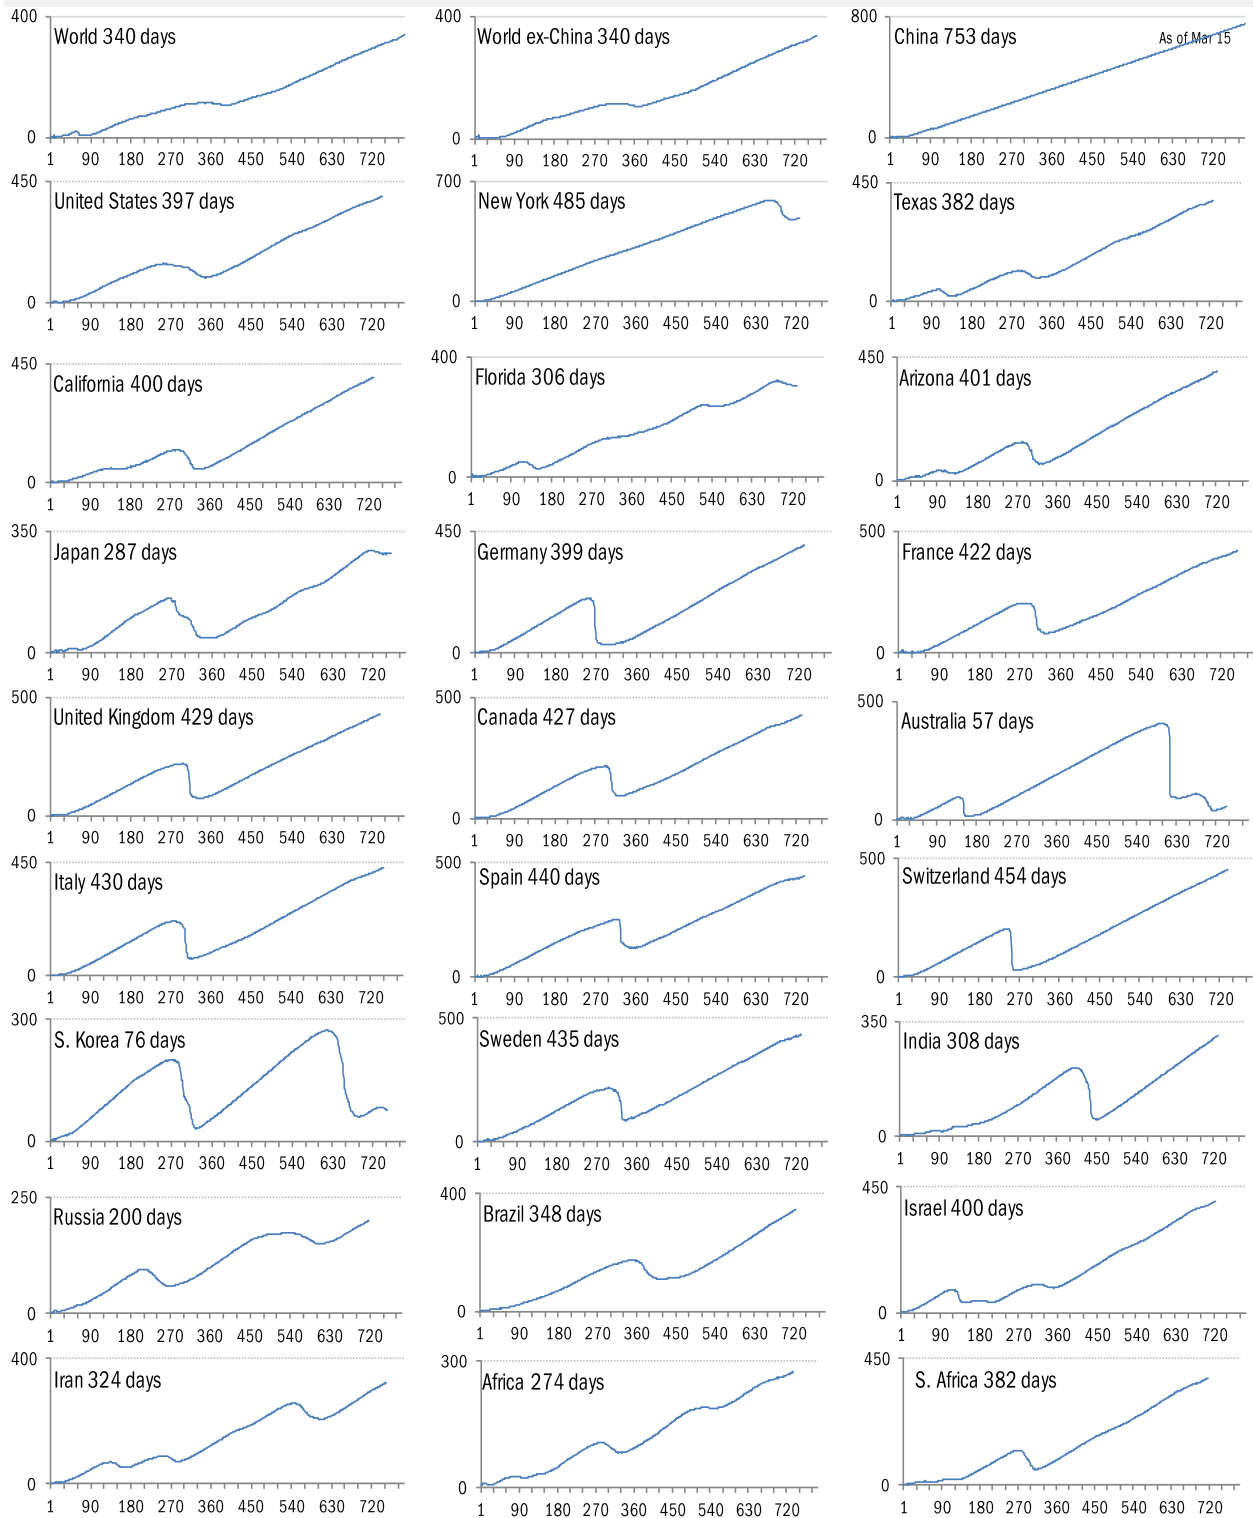 400 400 800
World 340 days World ex-China 340 days China 753 days As of Mar 15
0 0 0
1 90 180 270 360 450 540 630 720 1 90 180 270 360 450 540 630 720 1 90 180 270 360 450 540 630 720
450 700 450
United States 397 days New York 485 days Texas 382 days
0 0 0
1 90 180 270 360 450 540 630 720 1 90 180 270 360 450 540 630 720 1 90 180 270 360 450 540 630 720
450 400 450
California 400 days Florida 306 days Arizona 401 days
0 0 0
1 90 180 270 360 450 540 630 720 1 90 180 270 360 450 540 630 720 1 90 180 270 360 450 540 630 720
350 450 500
Japan 287 days Germany 399 days France 422 days
0 0 0
1 90 180 270 360 450 540 630 720 1 90 180 270 360 450 540 630 720 1 90 180 270 360 450 540 630 720
500 500 500
United Kingdom 429 days Canada 427 days Australia 57 days
0 0 0
1 90 180 270 360 450 540 630 720 1 90 180 270 360 450 540 630 720 1 90 180 270 360 450 540 630 720
450 500 500
Italy 430 days Spain 440 days Switzerland 454 days
0 0 0
1 90 180 270 360 450 540 630 720 1 90 180 270 360 450 540 630 720 1 90 180 270 360 450 540 630 720
300 500 350
S. Korea 76 days Sweden 435 days India 308 days
0 0 0
1 90 180 270 360 450 540 630 720 1 90 180 270 360 450 540 630 720 1 90 180 270 360 450 540 630 720
250 400 450
Russia 200 days Brazil 348 days Israel 400 days
0 0 0
1 90 180 270 360 450 540 630 720 1 90 180 270 360 450 540 630 720 1 90 180 270 360 450 540 630 720
400 300 450
Iran 324 days Africa 274 days S. Africa 382 days
0 0 0
1 90 180 270 360 450 540 630 720 1 90 180 270 360 450 540 630 720 1 90 180 270 360 450 540 630 720